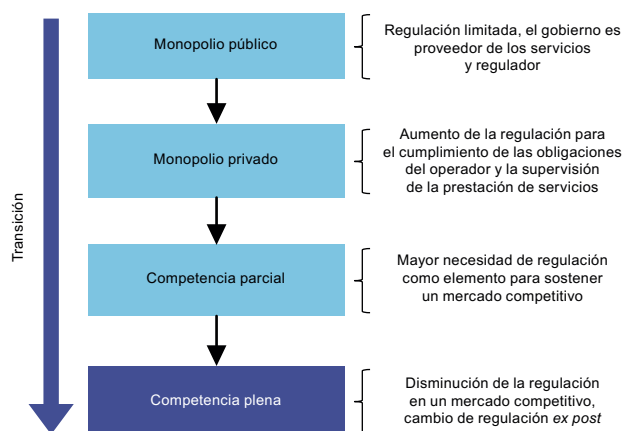 Transición
Monopolio público
Regulación limitada, el gobierno es
proveedor de los servicios
y regulador
Monopolio privado
Aumento de la regulación para
el cumplimiento de las obligaciones
del operador y la supervisión
de la prestación de servicios
Competencia parcial
Mayor necesidad de regulación
como elemento para sostener
un mercado competitivo
Competencia plena
Disminución de la regulación
en un mercado competitivo,
cambio de regulación ex post